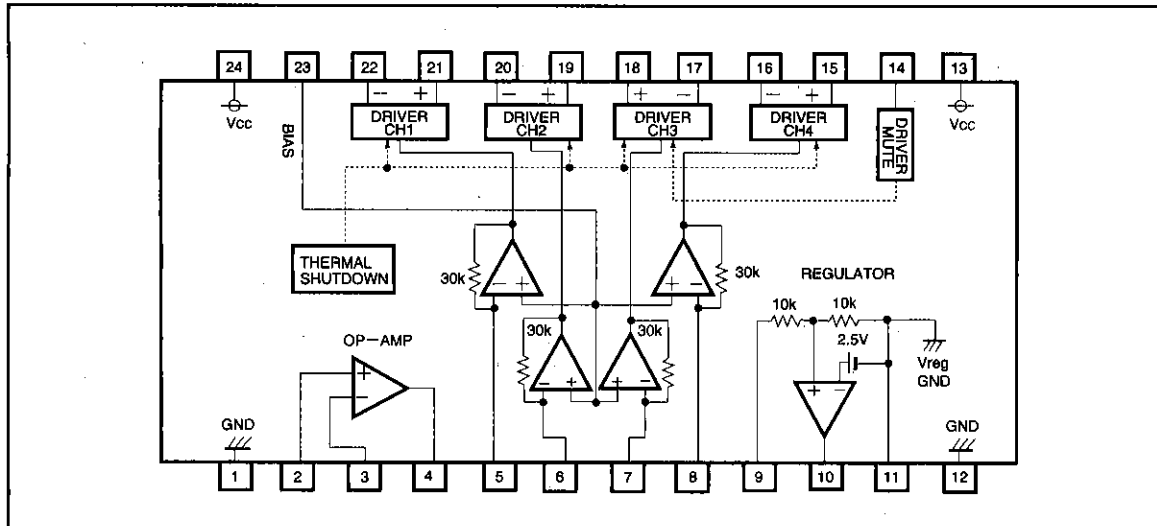 24 23 22 21 20 19 18 17 16 15 14 13
− + − + + − − +
Vcc
BIAS
DRIVER CH1
DRIVER CH2
DRIVER CH3
DRIVER CH4
DRIVER MUTE
Vcc
THERMAL SHUTDOWN
30k
− +
+ −
30k
REGULATOR
10k
10k
2.5V
Vreg GND
30k
− +
+ −
30k
OP−AMP
+
−
+ −
GND
GND
1 2 3 4 5 6 7 8 9 10 11 12